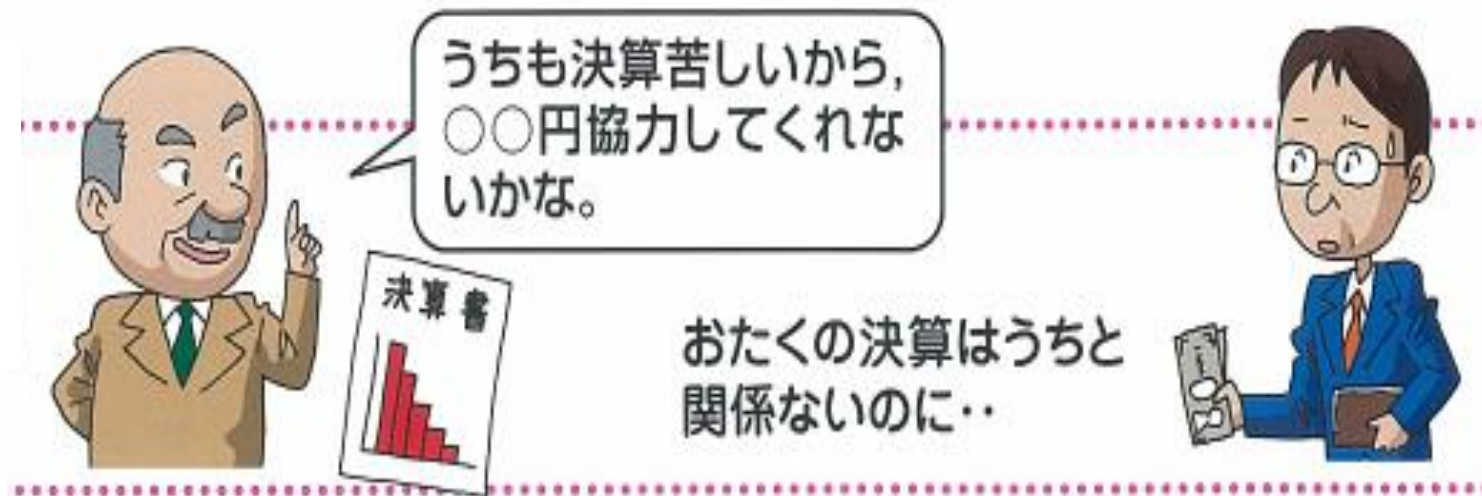 うちも決算苦しいから,
○○円協力してくれな
いかな。
決算書
おたくの決算はうちと
関係ないのに‥